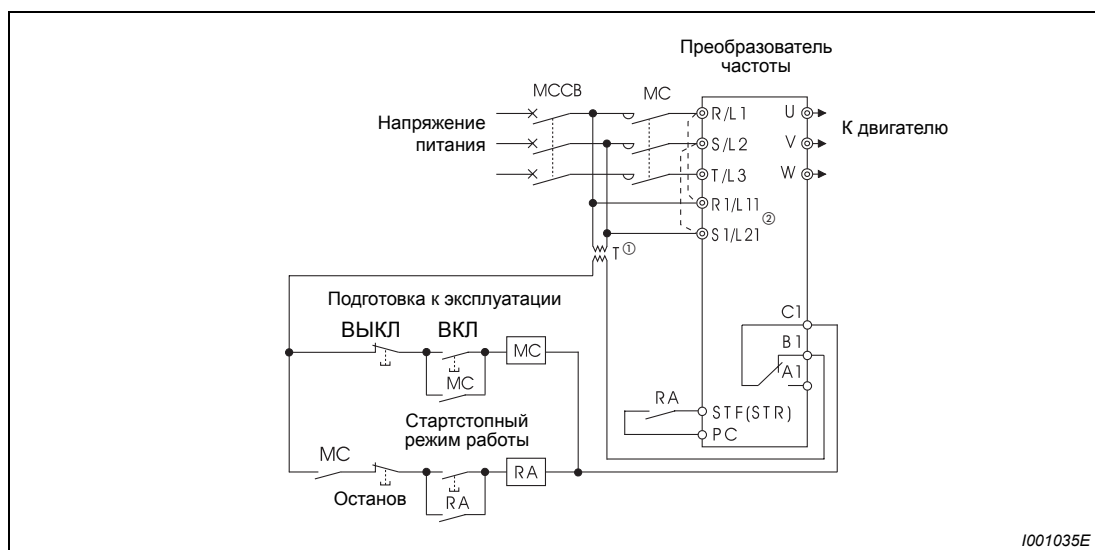 Преобразователь
частоты
MCCB
MC
Напряжение
питания
R/L1
S/L2
T/L3
R1/L11
②
S1/L21
U
V
W
К двигателю
T①
Подготовка к эксплуатации
ВЫКЛ
ВКЛ
MC
MC
C1
B1
A1
RA
STF(STR)
PC
Стартстопный
режим работы
MC
Останов
RA
RA
I001035E